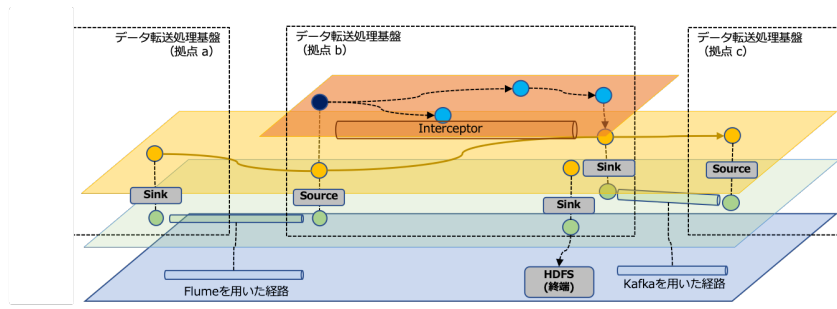 データ転送処理基盤
（拠点 a）
データ転送処理基盤
（拠点 b）
データ転送処理基盤
（拠点 c）
Interceptor
Sink
Source
Sink
Source
Sink
HDFS
(終端)
Flumeを用いた経路
Kafkaを用いた経路